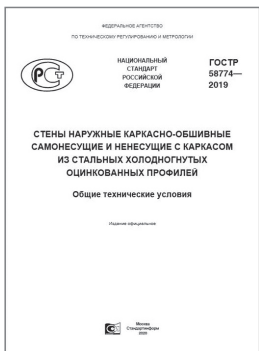 ФЕДЕРАЛЬНОЕ АГЕНТСТВО
ПО ТЕХНИЧЕСКОМУ РЕГУЛИРОВАНИЮ И МЕТРОЛОГИИ
НАЦИОНАЛЬНЫЙ
СТАНДАРТ
РОССИЙСКОЙ
ФЕДЕРАЦИИ
ГОСТР
58774—
2019
СТЕНЫ НАРУЖНЫЕ КАРКАСНО-ОБШИВНЫЕ
САМОНЕСУЩИЕ И НЕНЕСУЩИЕ С КАРКАСОМ
ИЗ СТАЛЬНЫХ ХОЛОДНОГНУТЫХ
ОЦИНКОВАННЫХ ПРОФИЛЕЙ
Общие технические условия
Издание официальное
Москва
Стандартинформ
2020